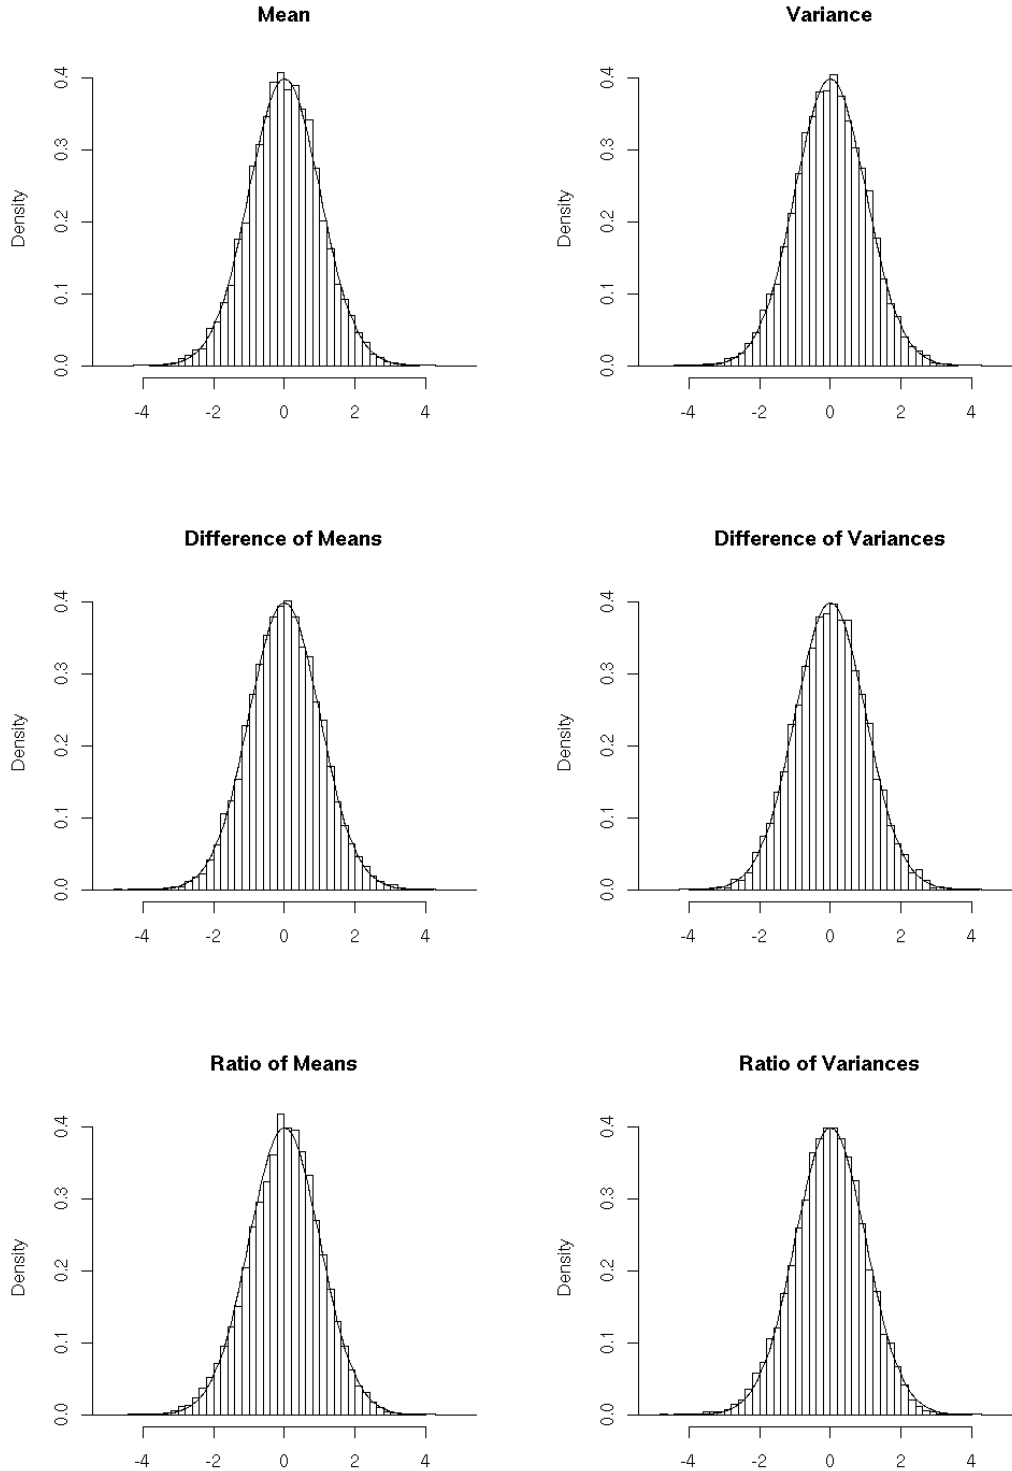 Mean
Density
0.0 0.1 0.2 0.3 0.4
-4 -2 0 2 4
Variance
Density
0.0 0.1 0.2 0.3 0.4
-4 -2 0 2 4
Difference of Means
Density
0.0 0.1 0.2 0.3 0.4
-4 -2 0 2 4
Difference of Variances
Density
0.0 0.1 0.2 0.3 0.4
-4 -2 0 2 4
Ratio of Means
Density
0.0 0.1 0.2 0.3 0.4
-4 -2 0 2 4
Ratio of Variances
Density
0.0 0.1 0.2 0.3 0.4
-4 -2 0 2 4